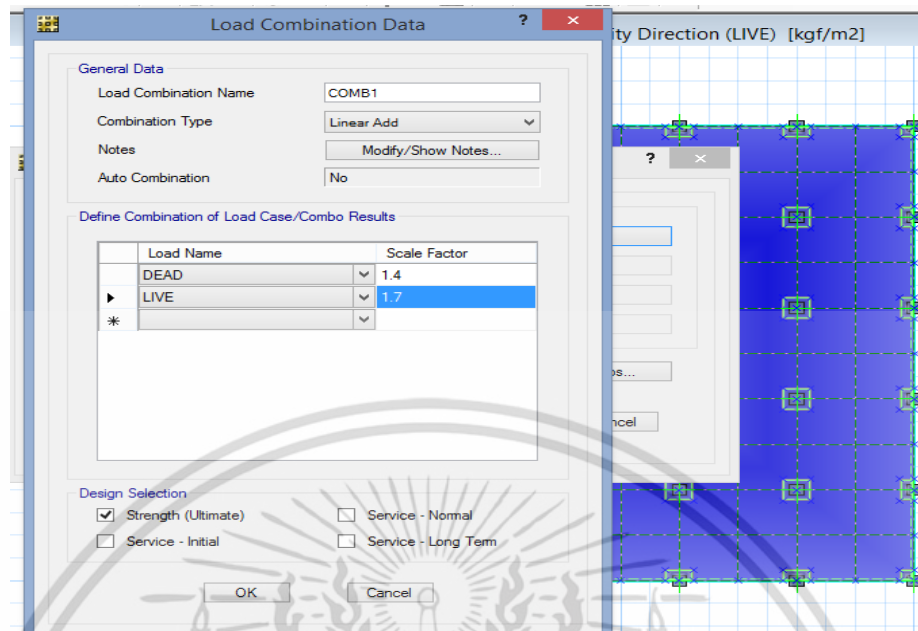 Load Combination Data
?
ity Direction (LIVE) [kgf/m2]
General Data
Load Combination Name COMB1
Combination Type Linear Add
Notes Modify/Show Notes...
Auto Combination No
?
Define Combination of Load Case/Combo Results
Load Name Scale Factor
DEAD 1.4
LIVE 1.7
os...
ncel
Design Selection
Strength (Ultimate) Service - Normal
Service - Initial Service - Long Term
OK Cancel